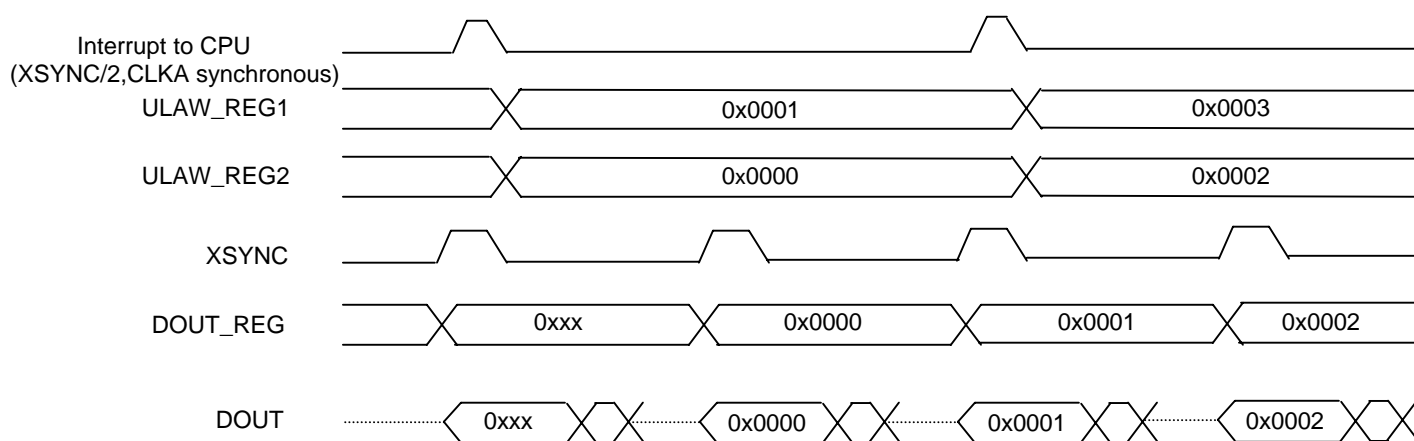 Interrupt to CPU
(XSYNC/2,CLKA synchronous)
ULAW_REG1 0x0001 0x0003
ULAW_REG2 0x0000 0x0002
XSYNC
DOUT_REG 0xxx 0x0000 0x0001 0x0002
DOUT 0xxx 0x0000 0x0001 0x0002